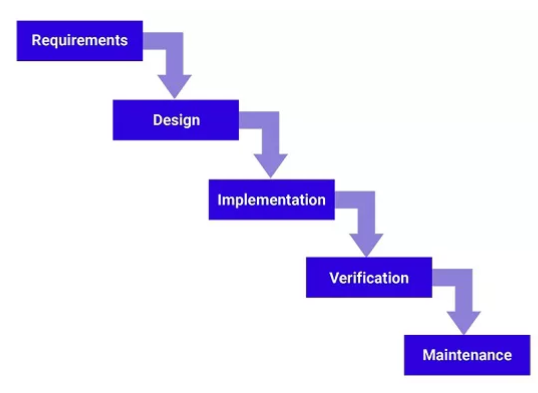 Requirements
Design
Implementation
Verification
Maintenance